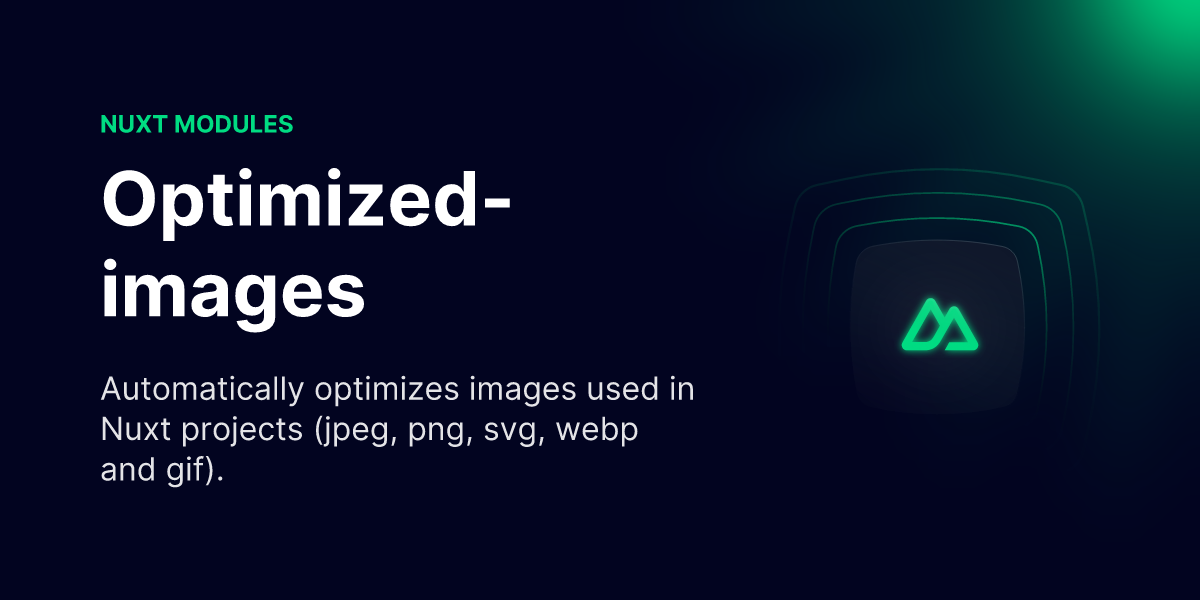 NUXT MODULES
Optimized-
images
Automatically optimizes images used in
Nuxt projects (jpeg, png, svg, webp
and gif).